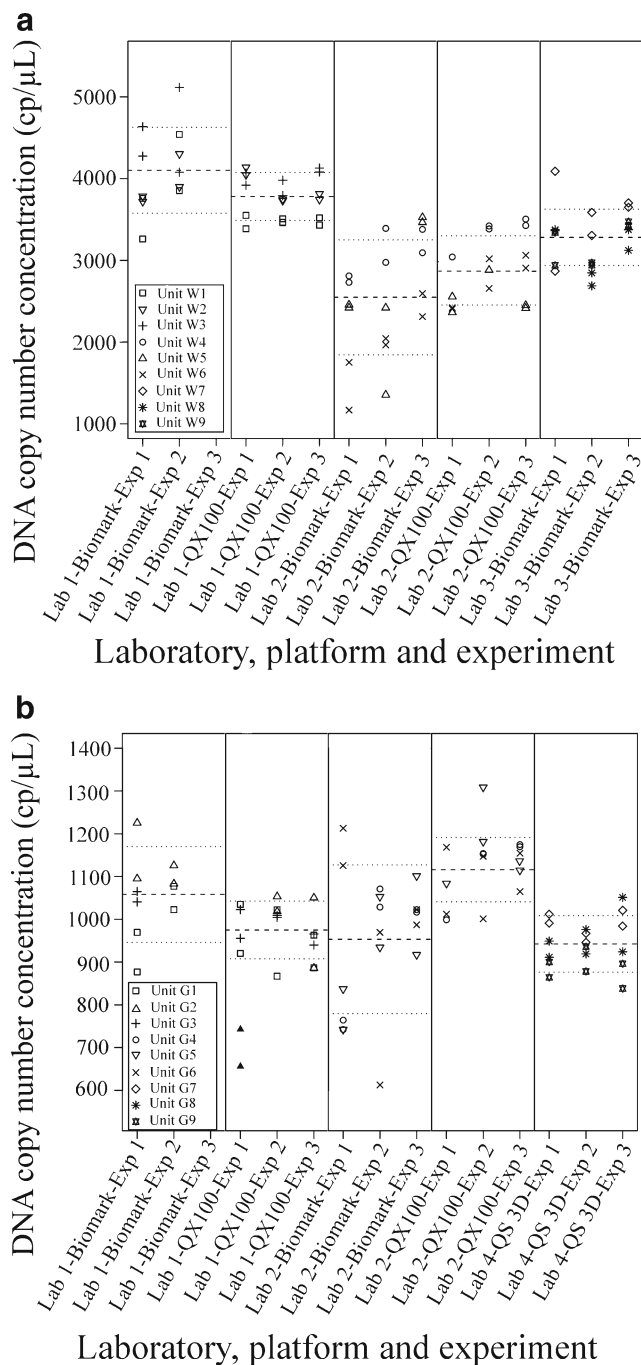 a
DNA copy number concentration (cp/µL)
5000
4000
3000
2000
1000
Unit W1
Unit W2
Unit W3
Unit W4
Unit W5
Unit W6
Unit W7
Unit W8
Unit W9
Lab 1-Biomark-Exp 1
Lab 1-Biomark-Exp 2
Lab 1-Biomark-Exp 3
Lab 1-QX100-Exp 1
Lab 1-QX100-Exp 2
Lab 1-QX100-Exp 3
Lab 2-Biomark-Exp 1
Lab 2-Biomark-Exp 2
Lab 2-Biomark-Exp 3
Lab 2-QX100-Exp 1
Lab 2-QX100-Exp 2
Lab 2-QX100-Exp 3
Lab 3-Biomark-Exp 1
Lab 3-Biomark-Exp 2
Lab 3-Biomark-Exp 3
Laboratory, platform and experiment
b
DNA copy number concentration (cp/µL)
1400
1300
1200
1100
1000
900
800
700
600
Unit G1
Unit G2
Unit G3
Unit G4
Unit G5
Unit G6
Unit G7
Unit G8
Unit G9
Lab 1-Biomark-Exp 1
Lab 1-Biomark-Exp 2
Lab 1-Biomark-Exp 3
Lab 1-QX100-Exp 1
Lab 1-QX100-Exp 2
Lab 1-QX100-Exp 3
Lab 2-Biomark-Exp 1
Lab 2-Biomark-Exp 2
Lab 2-Biomark-Exp 3
Lab 2-QX100-Exp 1
Lab 2-QX100-Exp 2
Lab 2-QX100-Exp 3
Lab 4-QS 3D-Exp 1
Lab 4-QS 3D-Exp 2
Lab 4-QS 3D-Exp 3
Laboratory, platform and experiment